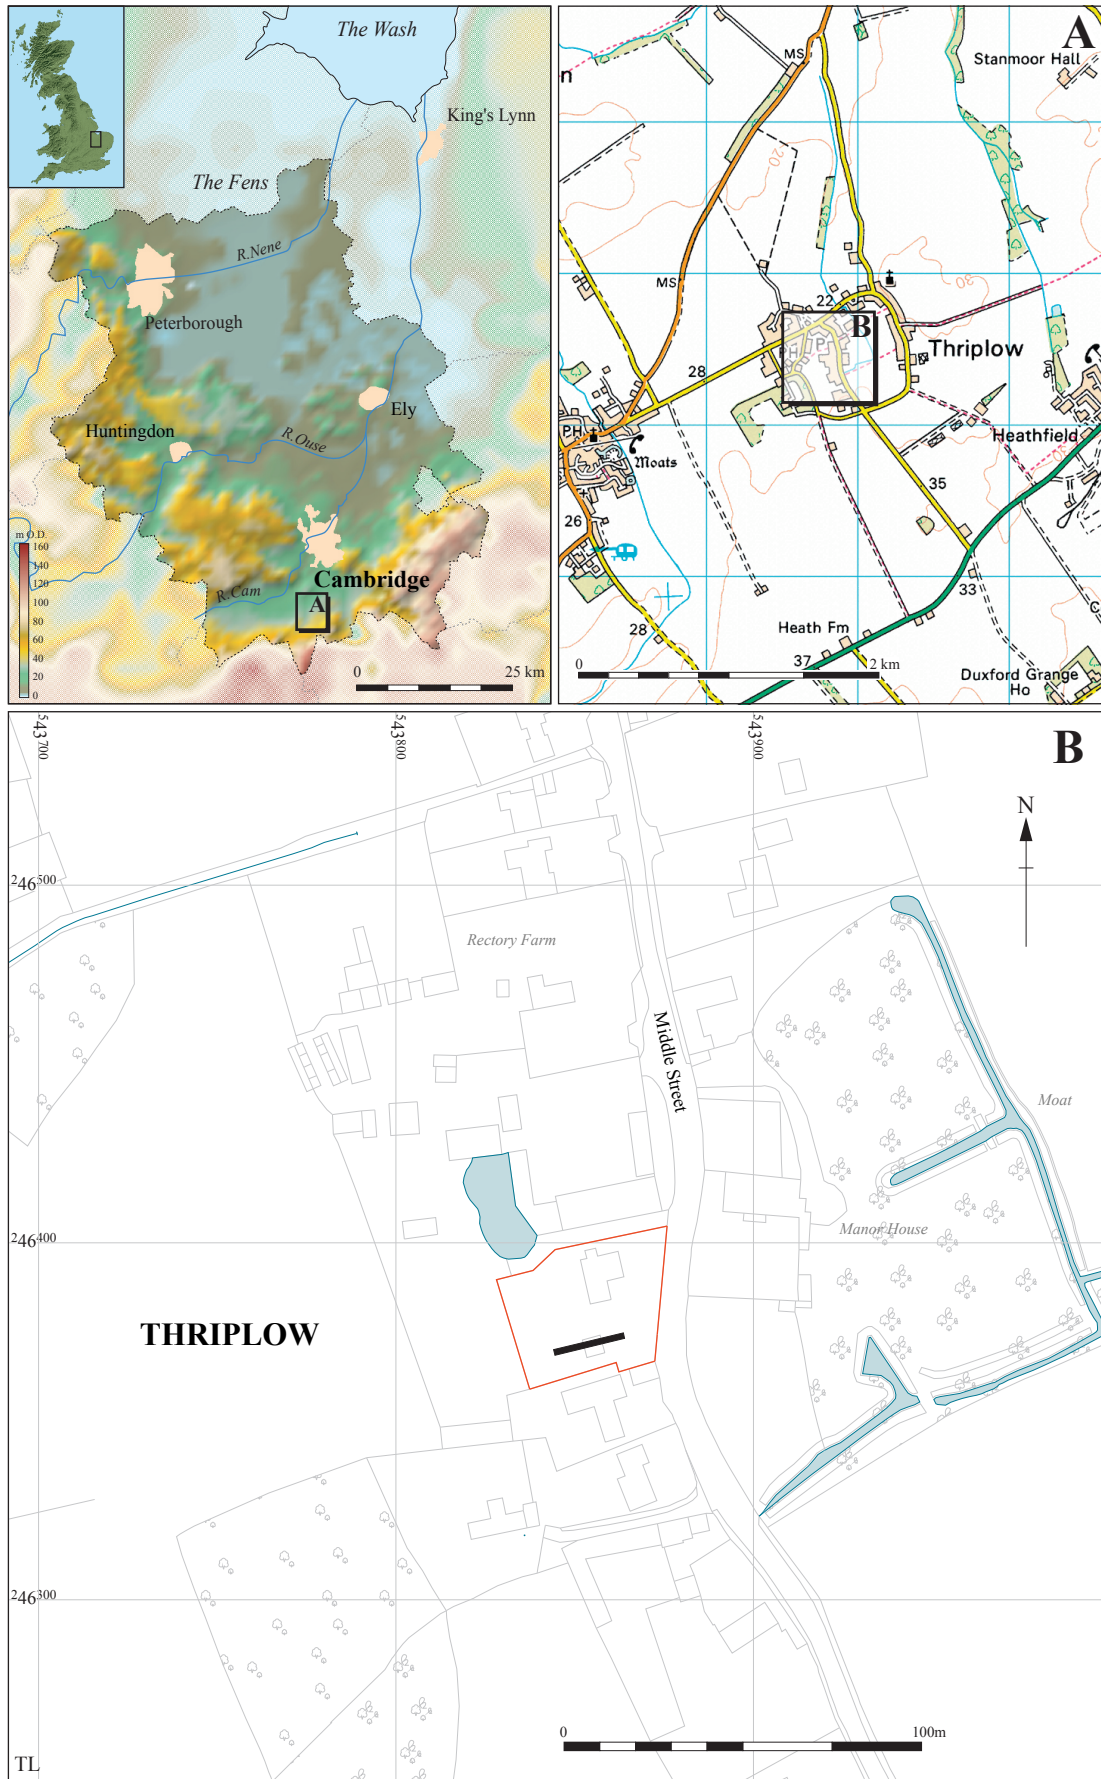 The Wash
King's Lynn
The Fens
R.Nene
Peterborough
Ely
Huntingdon
R.Ouse
m O.D.
160
140
120
100
80
60
40
20
0
Cambridge
R.Cam
A
0
25 km
A
MS
Stanmoor Hall
n
20
MS
30
22
B
PH
P
Thriplow
28
PH
Moats
Heathfield
30
35
26
33
28
Heath Fm
37
C
0
2 km
Duxford Grange
Ho
543700
543800
543900
B
N
246500
Rectory Farm
Middle Street
Moat
Manor House
246400
THRIPLOW
246300
0
100m
TL